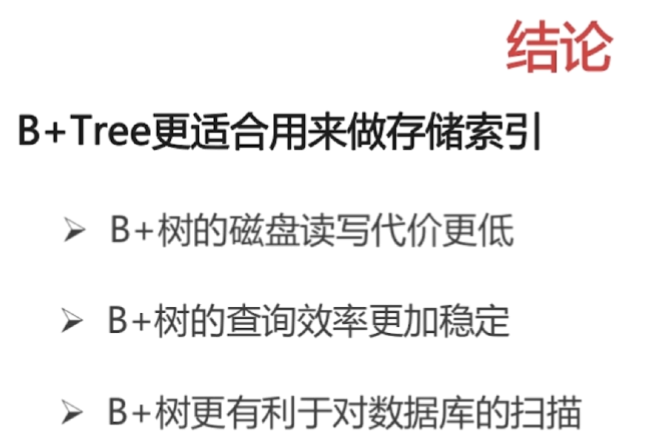 结论
B+Tree更适合用来做存储索引
➢ B+树的磁盘读写代价更低
➢ B+树的查询效率更加稳定
➢ B+树更有利于对数据库的扫描